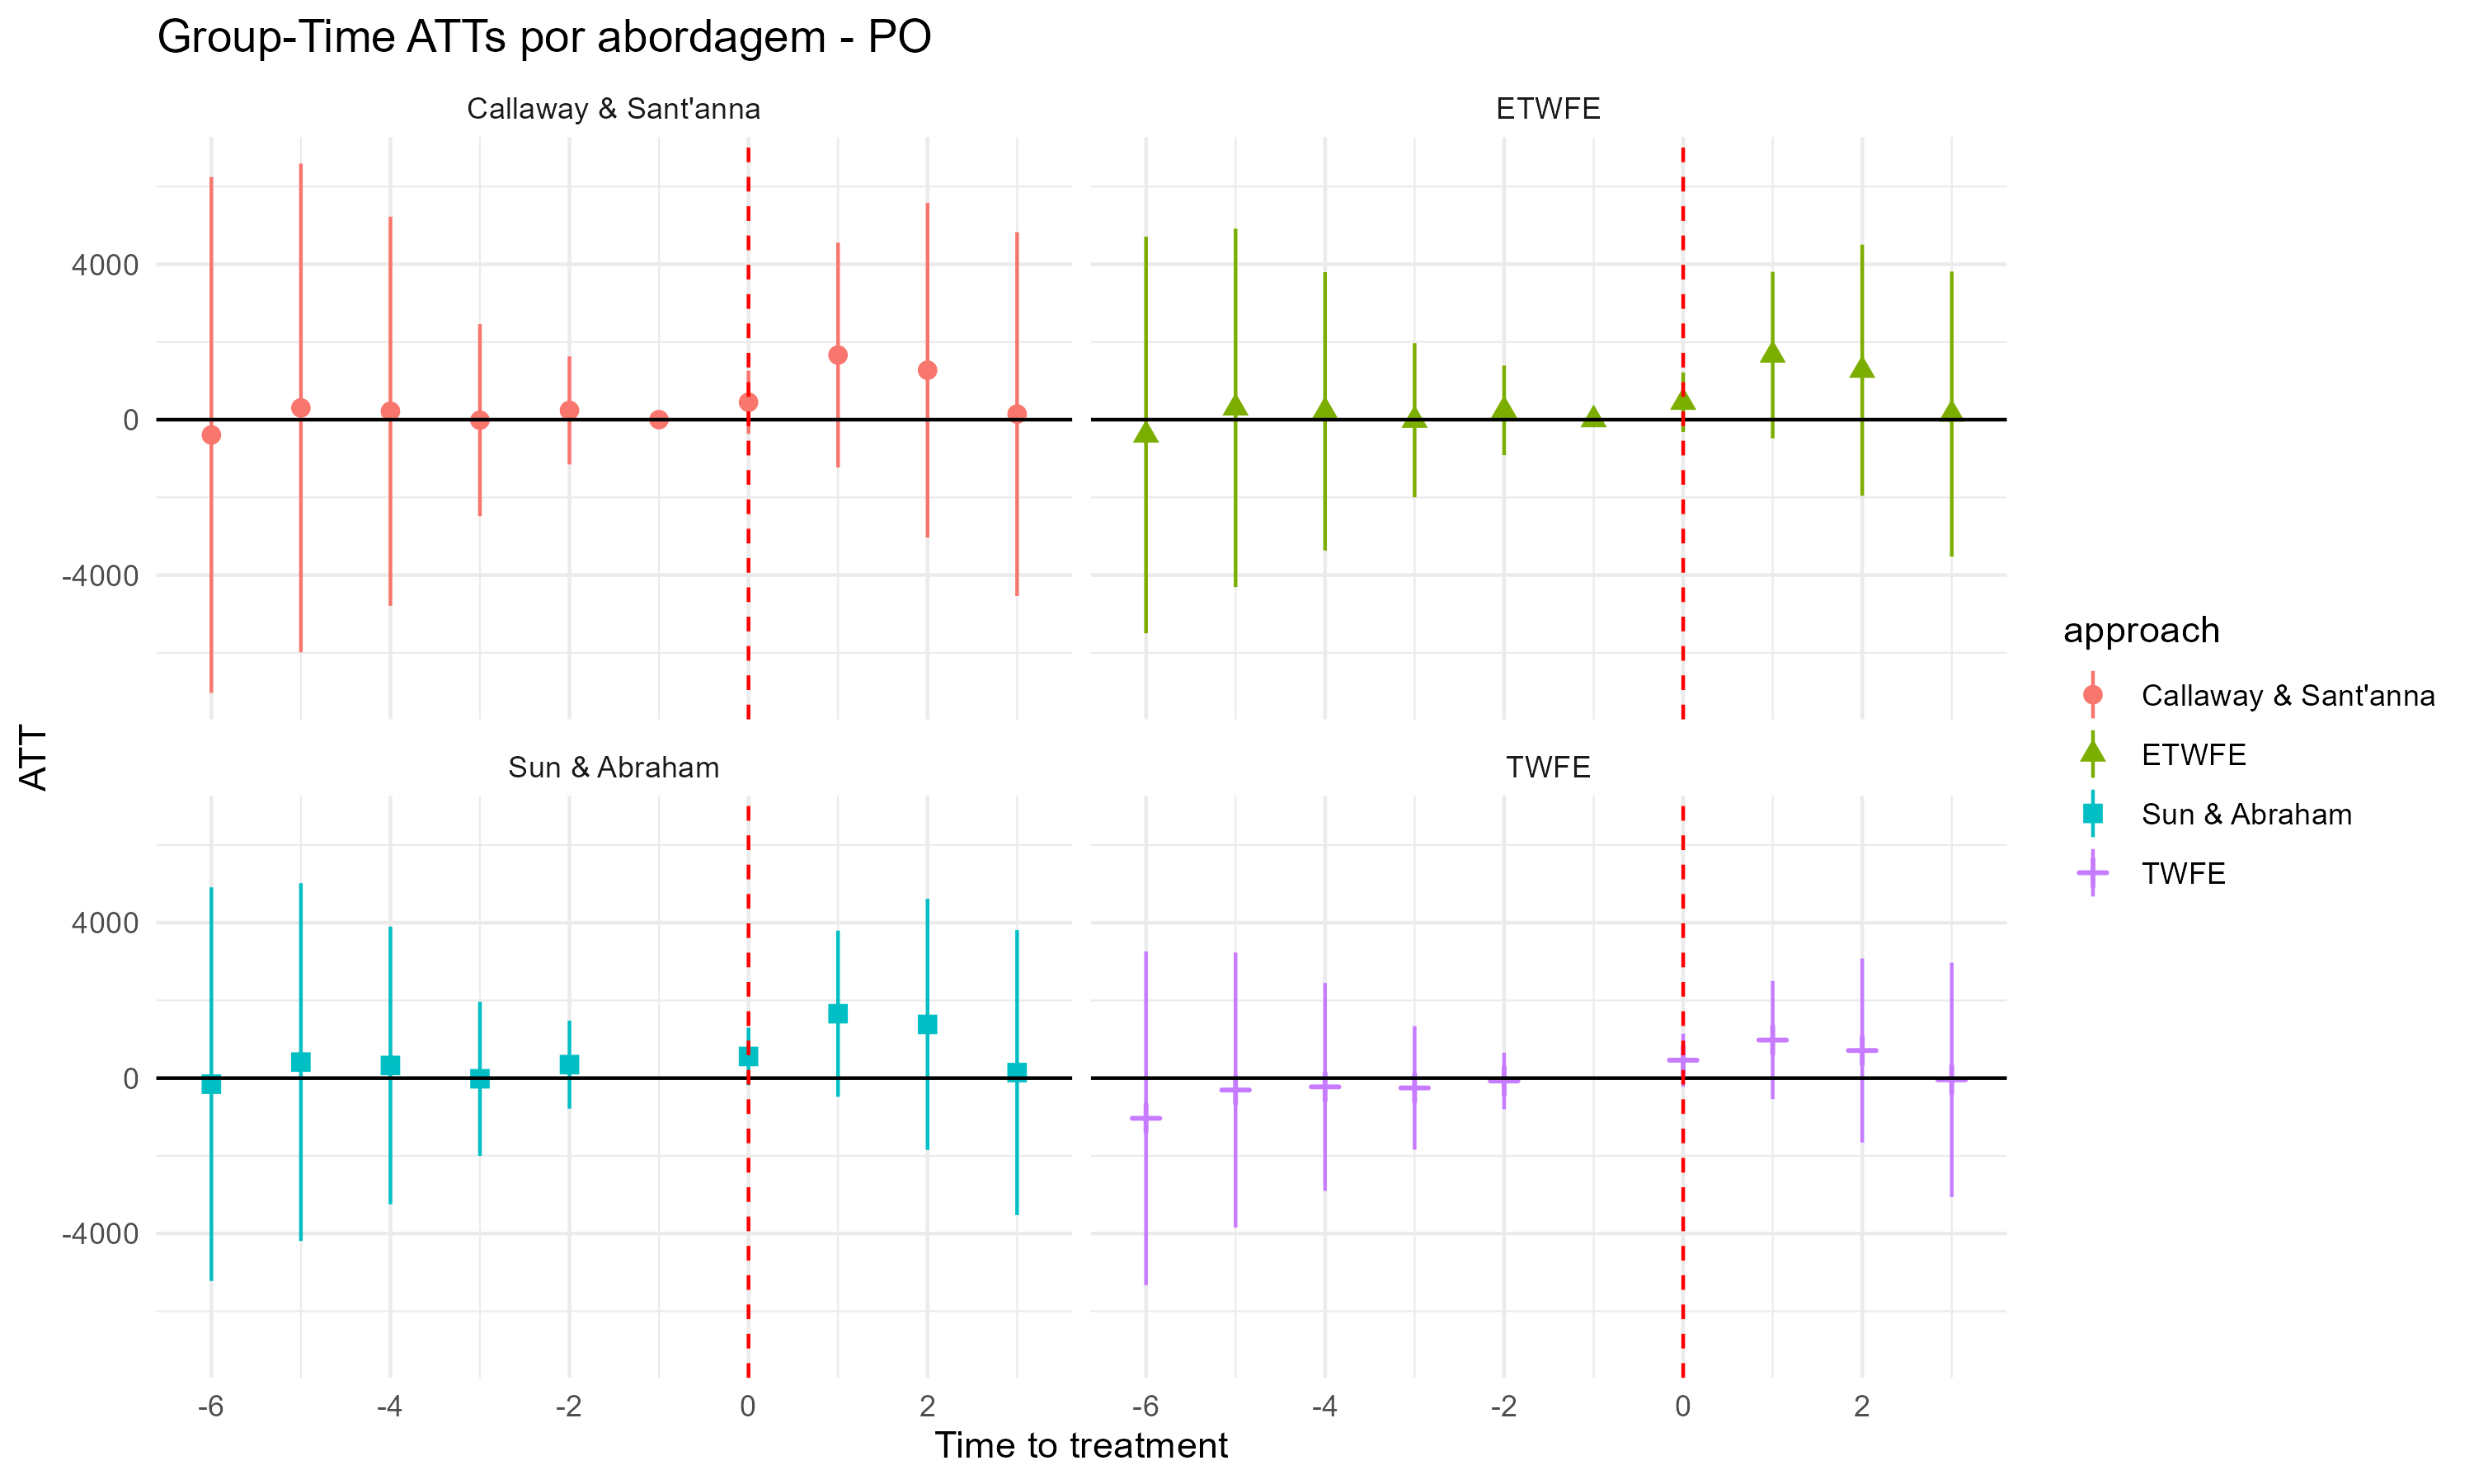 Group-Time ATTs por abordagem - PO
Callaway & Sant'anna
ETWFE
4000
0
-4000
Sun & Abraham
TWFE
4000
0
-4000
-6
-4
-2
0
2
-6
-4
-2
0
2
Time to treatment
ATT
approach
Callaway & Sant'anna
ETWFE
Sun & Abraham
TWFE